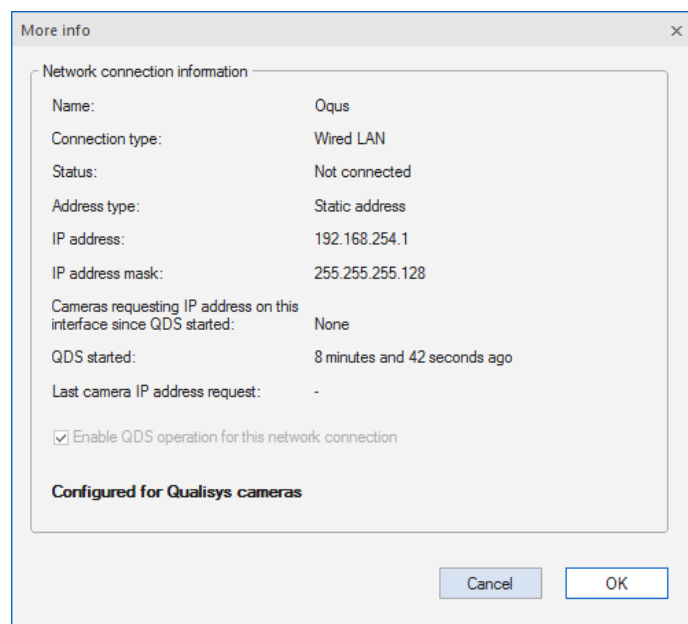 More info
Network connection information
Name: Oqus
Connection type: Wired LAN
Status: Not connected
Address type: Static address
IP address: 192.168.254.1
IP address mask: 255.255.255.128
Cameras requesting IP address on this
interface since QDS started: None
QDS started: 8 minutes and 42 seconds ago
Last camera IP address request: -
Enable QDS operation for this network connection
Configured for Qualisys cameras
Cancel OK